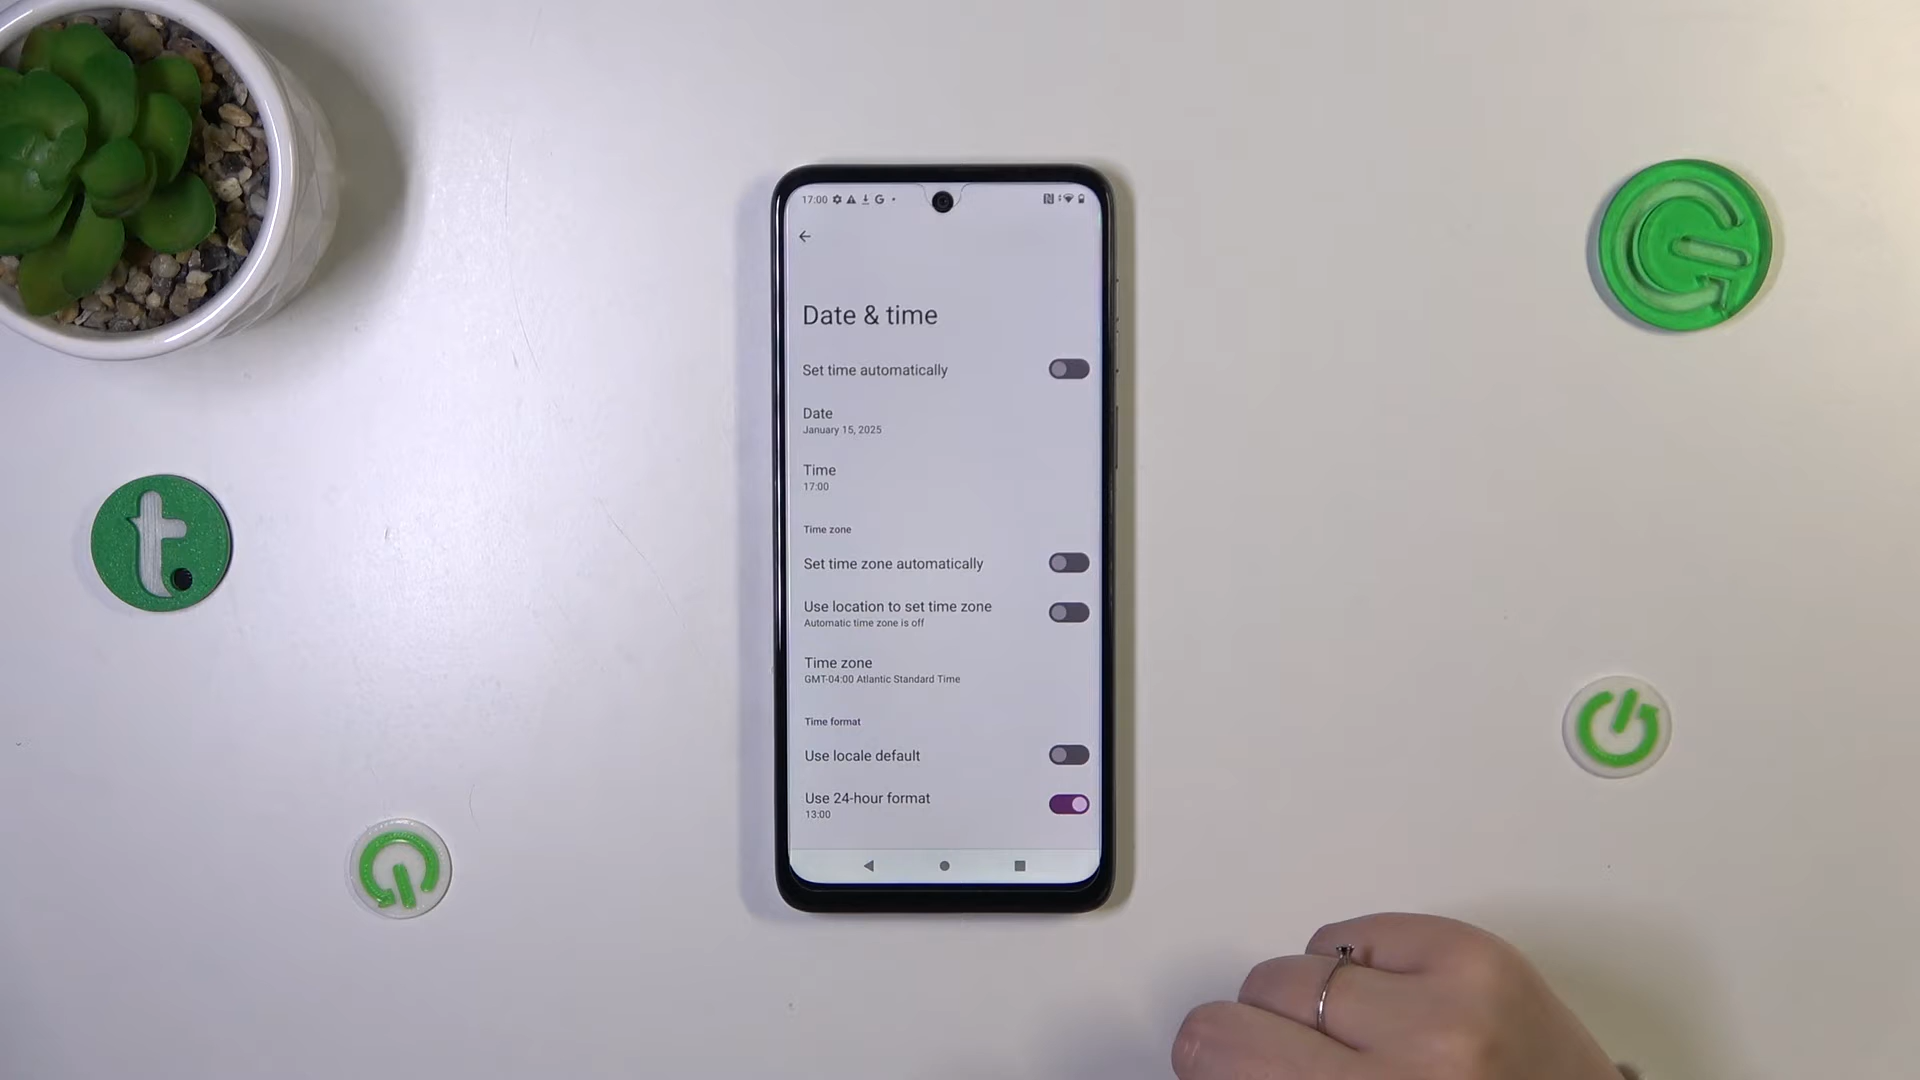 17:00
Date & time
Set time automatically
Date
January 15, 2025
Time
17:00
Time zone
Set time zone automatically
Use location to set time zone
Automatic time zone is off
Time zone
GMT-04:00 Atlantic Standard Time
Time format
Use locale default
Use 24-hour format
13:00
t.